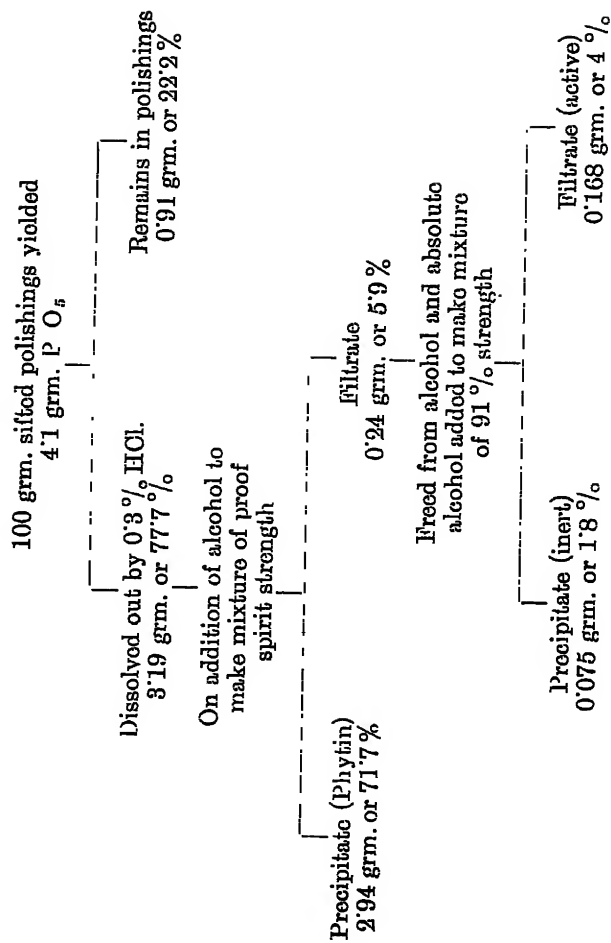 100 grm. sifted polishings yielded
4·1 grm. P O₅
Dissolved out by 0·3 % HCl.
3·19 grm. or 77·7 %
Remains in polishings
0·91 grm. or 22·2 %
On addition of alcohol to
make mixture of proof
spirit strength
Precipitate (Phytin)
2·94 grm. or 71·7 %
Filtrate
0·24 grm. or 5·9 %
Freed from alcohol and absolute
alcohol added to make mixture
of 91 % strength
Precipitate (inert)
0·075 grm. or 1·8 %
Filtrate (active)
0·168 grm. or 4 %